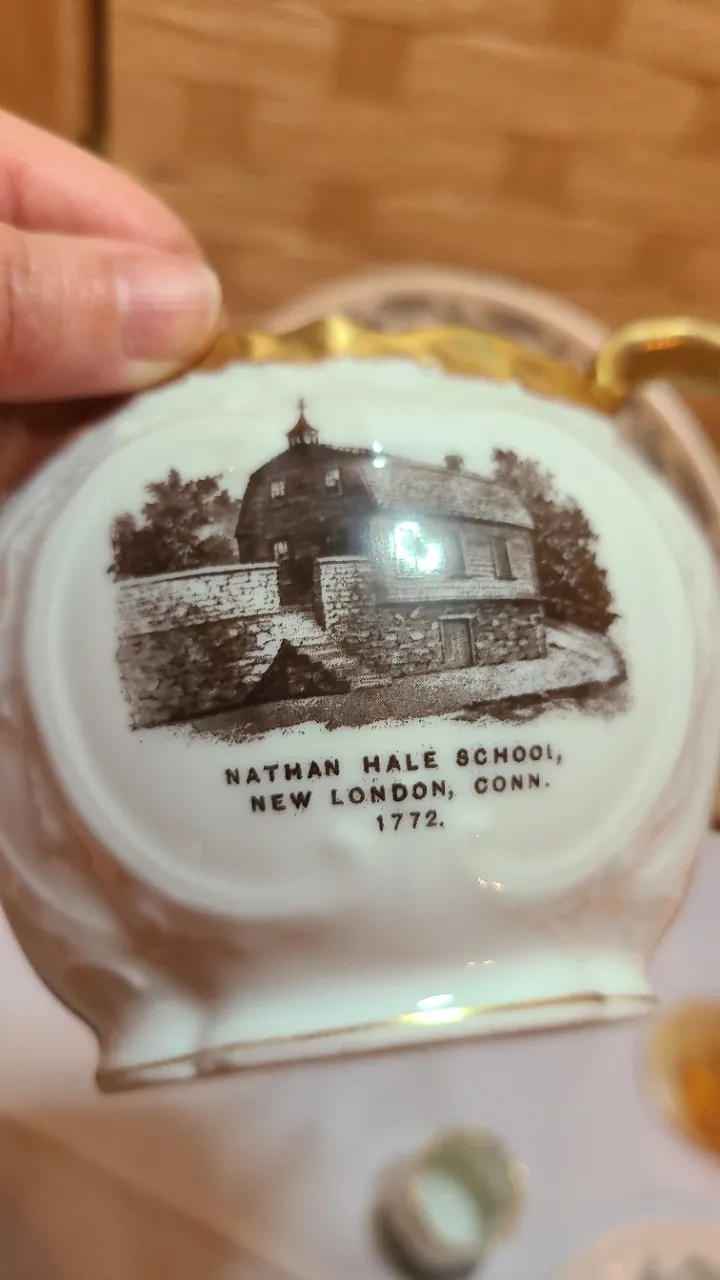 NATHAN HALE SCHOOL,
NEW LONDON, CONN.
1772.